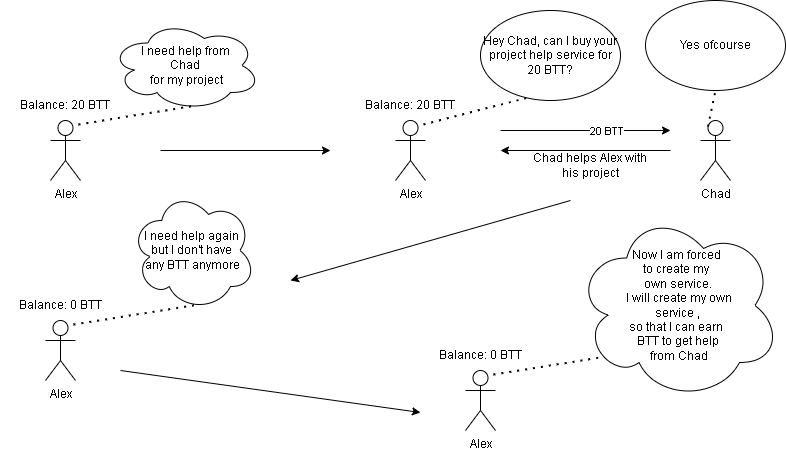 I need help from
Chad
for my project
Balance: 20 BTT
Alex
Hey Chad, can I buy your
project help service for
20 BTT?
Balance: 20 BTT
Alex
Yes ofcourse
20 BTT
Chad helps Alex with
his project
Chad
I need help again
but I don't have
any BTT anymore
Balance: 0 BTT
Alex
Now I am forced
to create my
own service.
I will create my own
service ,
so that I can earn
BTT to get help
from Chad
Balance: 0 BTT
Alex